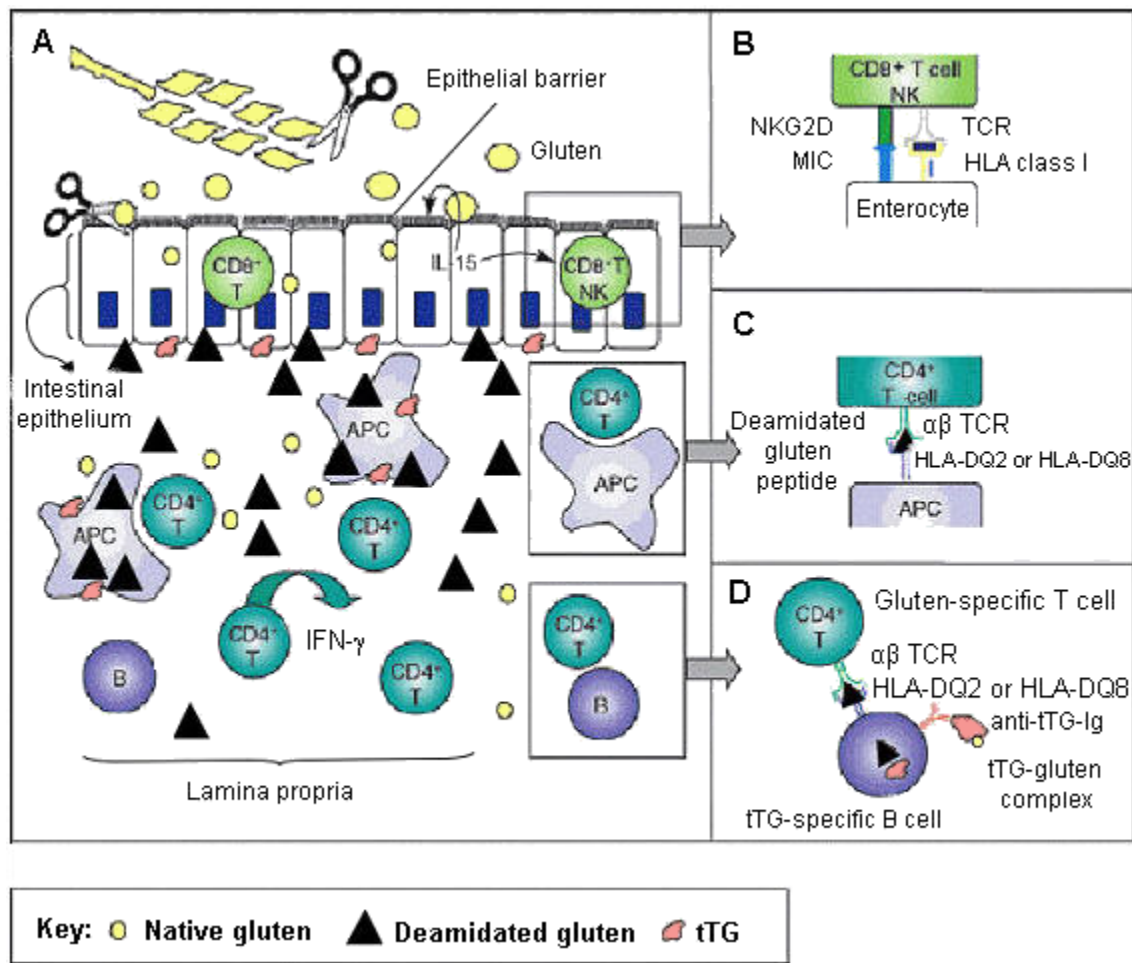 A
Epithelial barrier
Gluten
CD8+
T
IL-15
CD8+T
NK
Intestinal
epithelium
APC
CD4+
T
APC
CD4+
T
APC
CD4+
T
CD4+
T
IFN-γ
CD4+
T
B
CD4+
T
B
Lamina propria
B
CD8+ T cell
NK
NKG2D
TCR
MIC
HLA class I
Enterocyte
C
CD4+
T cell
Deamidated
gluten
peptide
αβ TCR
HLA-DQ2 or HLA-DQ8
APC
D
CD4+
T
Gluten-specific T cell
αβ TCR
HLA-DQ2 or HLA-DQ8
anti-tTG-Ig
tTG-gluten
complex
tTG-specific B cell
Key: Native gluten Deamidated gluten tTG